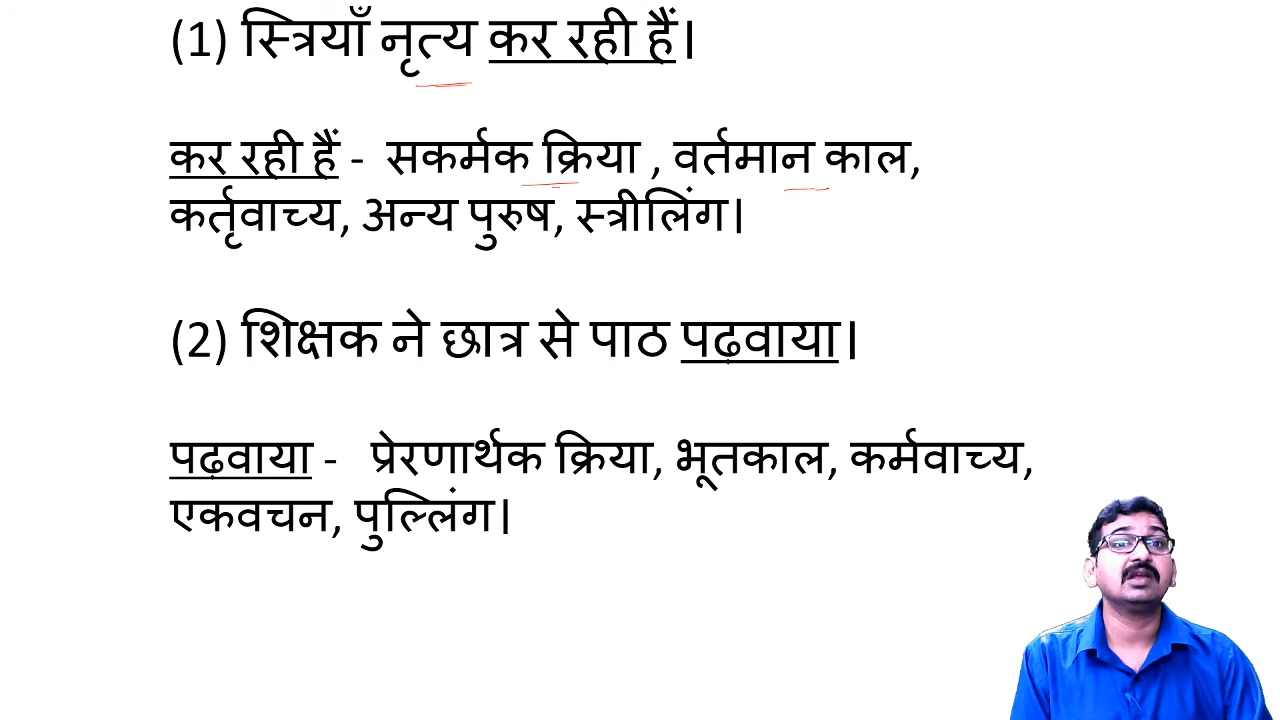 (1) स्त्रियाँ नृत्य कर रही हैं।
कर रही हैं - सकर्मक क्रिया , वर्तमान काल,
कर्तृवाच्य, अन्य पुरुष, स्त्रीलिंग।
(2) शिक्षक ने छात्र से पाठ पढ़वाया।
पढ़वाया - प्रेरणार्थक क्रिया, भूतकाल, कर्मवाच्य,
एकवचन, पुल्लिंग।